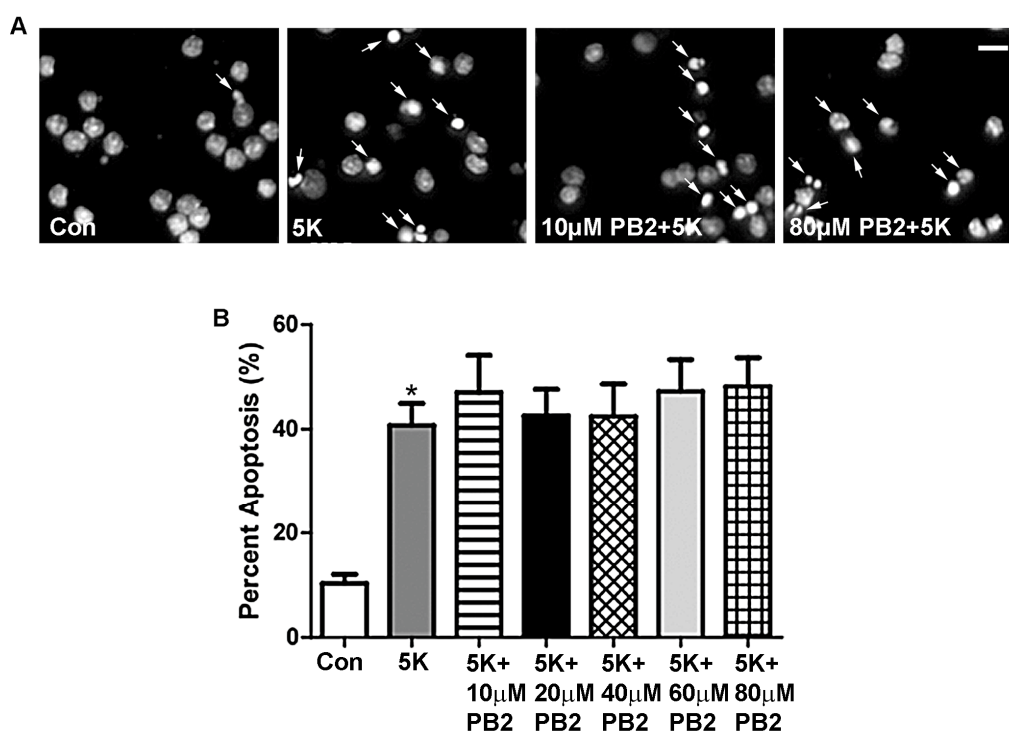 A
Con
5K
10µM PB2+5K
80µM PB2+5K
B
Percent Apoptosis (%)
60
40
20
0
*
Con
5K
5K+
10µM
PB2
5K+
20µM
PB2
5K+
40µM
PB2
5K+
60µM
PB2
5K+
80µM
PB2